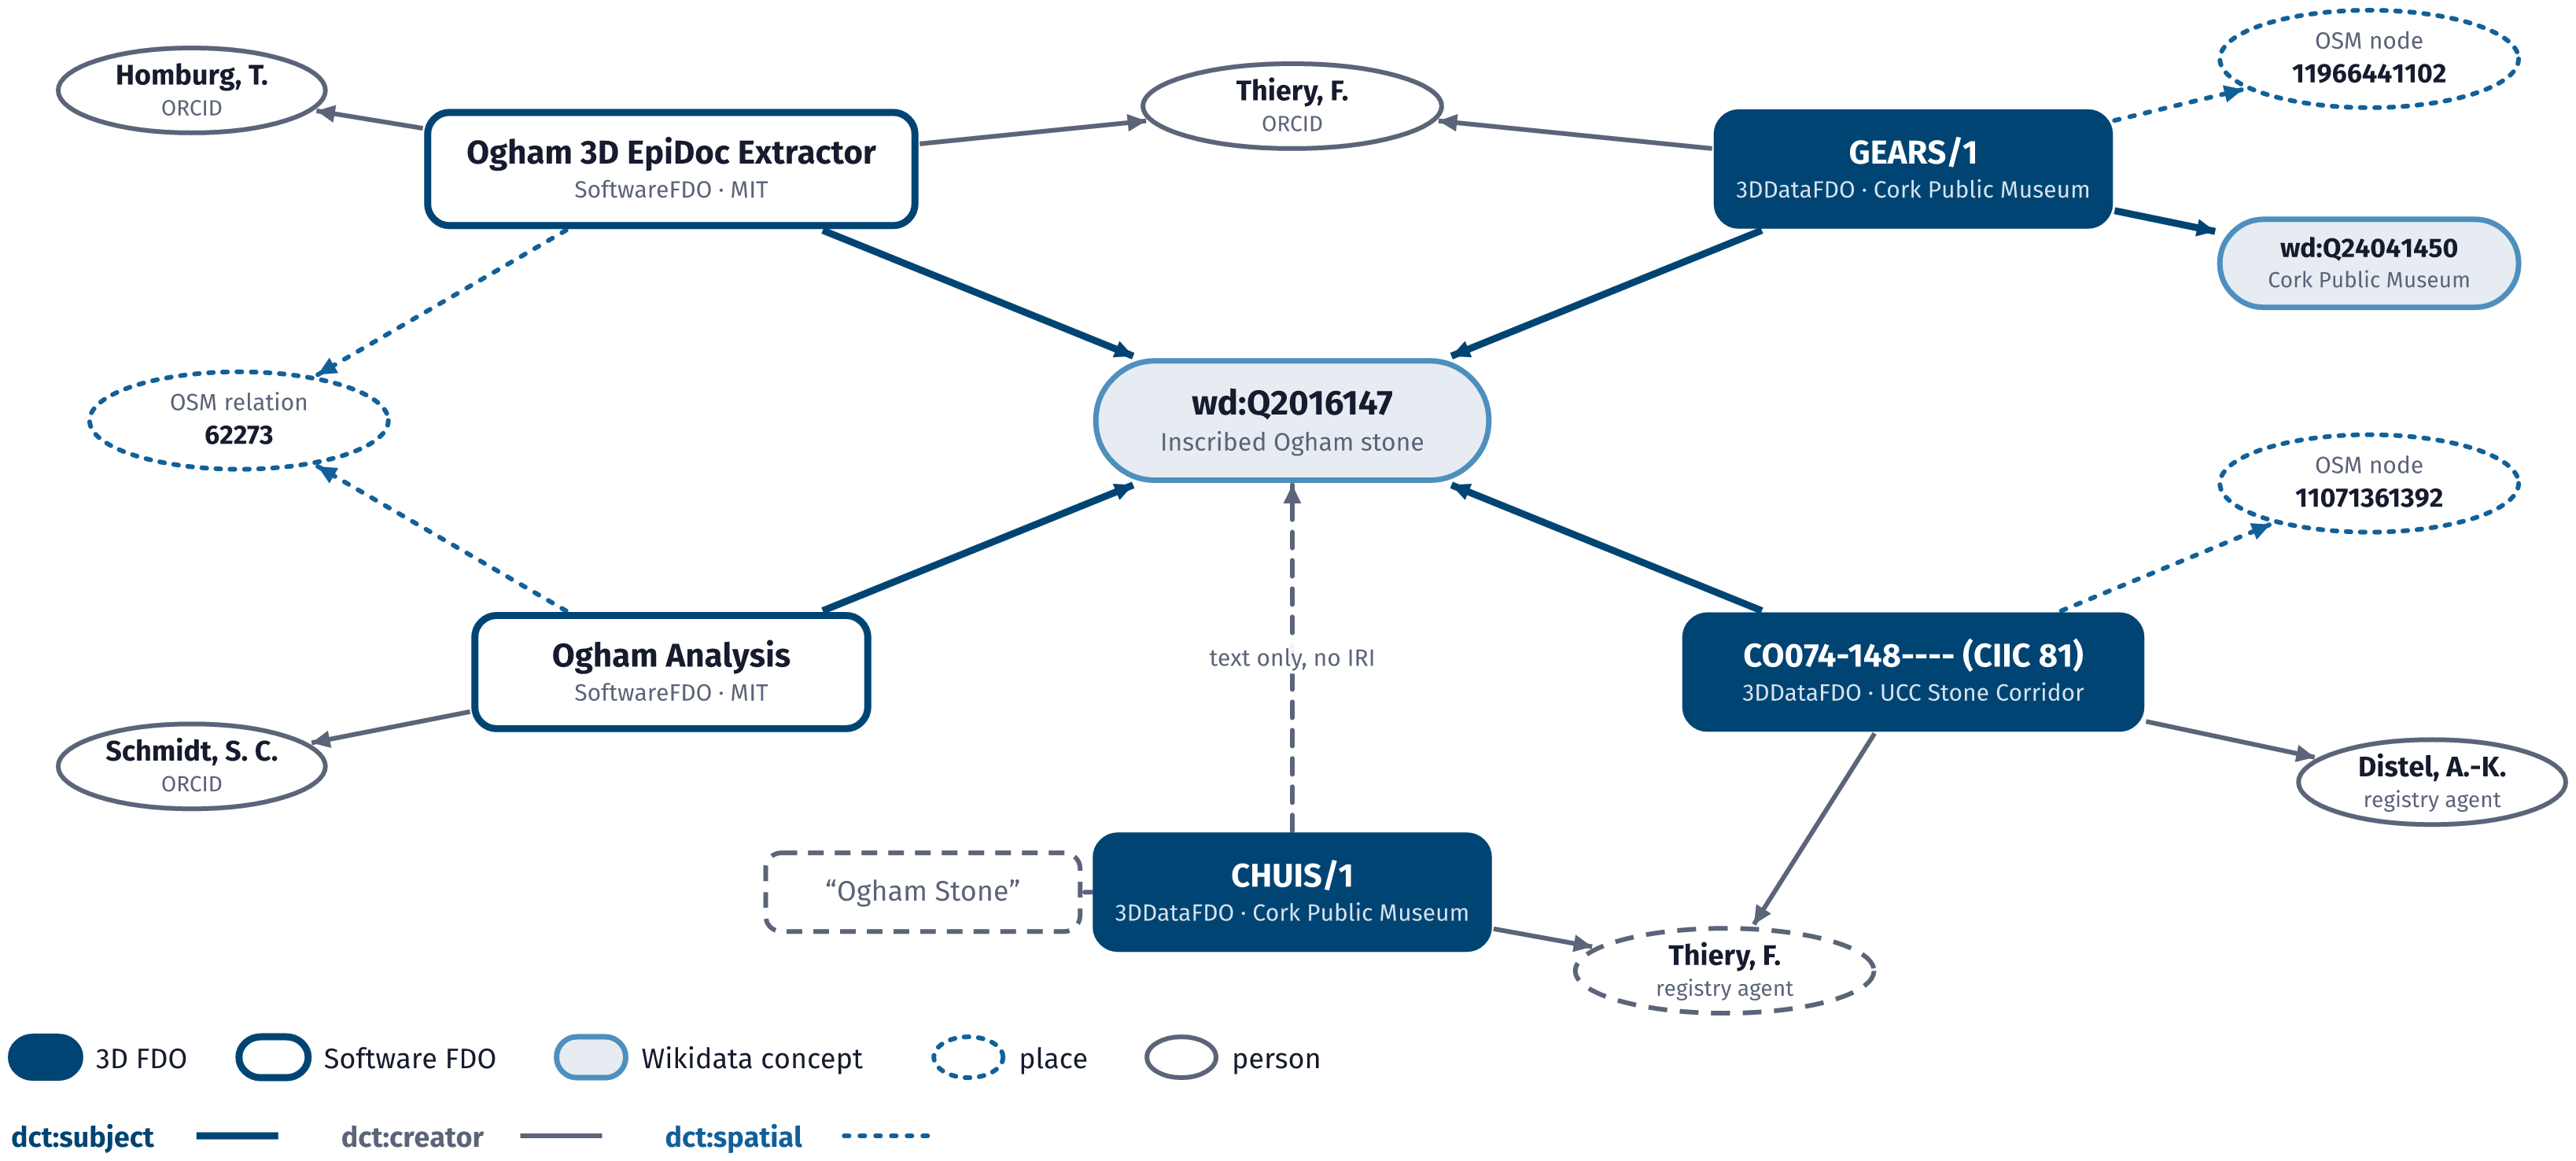 Homburg, T.
ORCID
Thiery, F.
ORCID
OSM node
11966441102
Ogham 3D EpiDoc Extractor
SoftwareFDO · MIT
GEARS/1
3DDataFDO · Cork Public Museum
wd:Q24041450
Cork Public Museum
OSM relation
62273
wd:Q2016147
Inscribed Ogham stone
OSM node
11071361392
Ogham Analysis
SoftwareFDO · MIT
text only, no IRI
CO074-148---- (CIIC 81)
3DDataFDO · UCC Stone Corridor
Schmidt, S. C.
ORCID
Distel, A.-K.
registry agent
“Ogham Stone”
CHUIS/1
3DDataFDO · Cork Public Museum
Thiery, F.
registry agent
3D FDO
Software FDO
Wikidata concept
place
person
dct:subject
dct:creator
dct:spatial